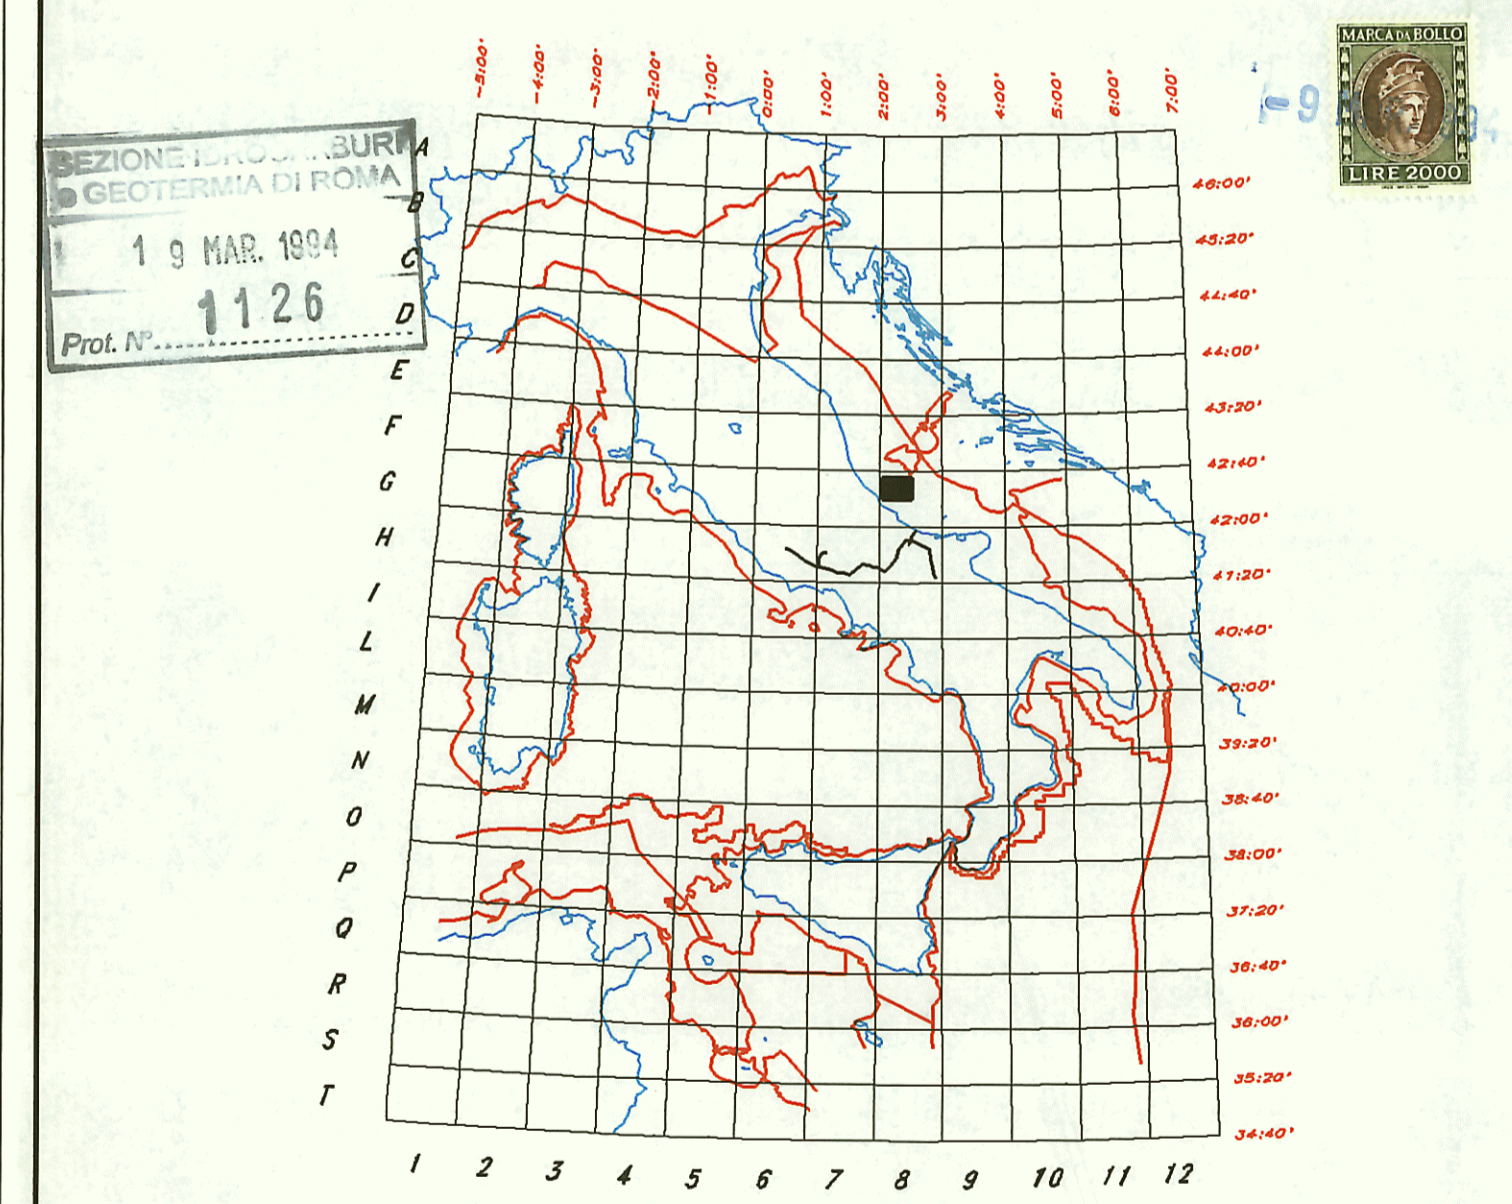 MARCA DA BOLLO
LIRE 2000
GEOTERMIA DI ROMA
19 MAR. 1994
1126
Prot. N°
-5:00' -4:00' -3:00' -2:00' -1:00' 0:00' 1:00' 2:00' 3:00' 4:00' 5:00' 6:00' 7:00'
A
B
C
D
E
F
G
H
I
L
M
N
O
P
Q
R
S
T
46:00'
45:20'
44:40'
44:00'
43:20'
42:40'
42:00'
41:20'
40:40'
40:00'
39:20'
38:40'
38:00'
37:20'
36:40'
36:00'
35:20'
34:40'
1 2 3 4 5 6 7 8 9 10 11 12